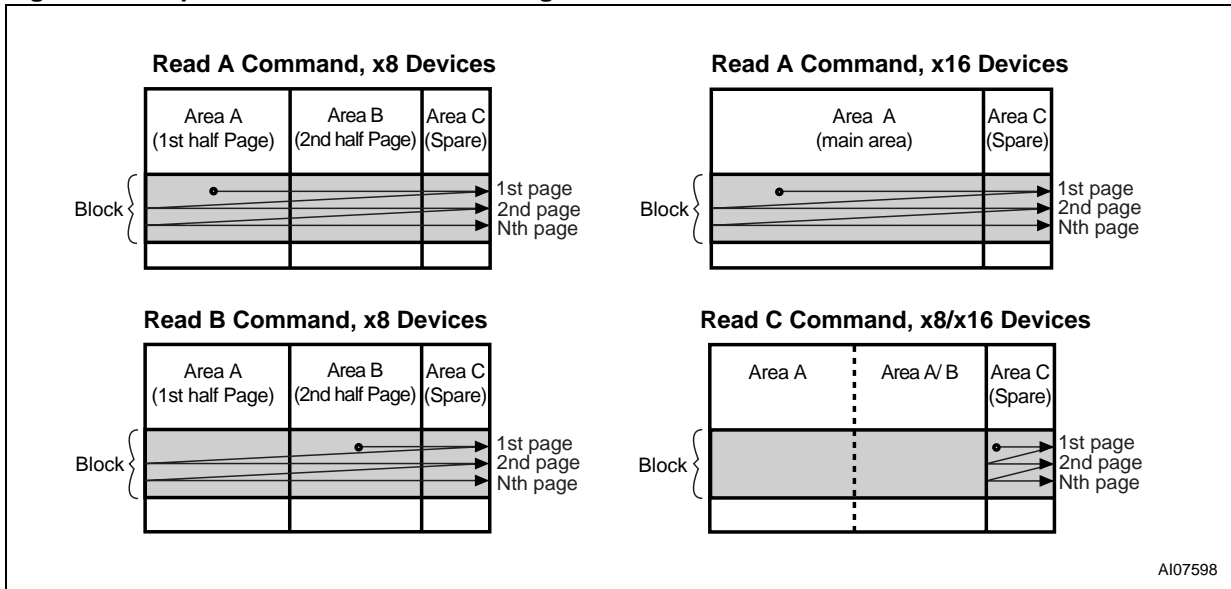 Read A Command, x8 Devices
Area A
(1st half Page)
Area B
(2nd half Page)
Area C
(Spare)
Block
1st page
2nd page
Nth page
Read A Command, x16 Devices
Area A
(main area)
Area C
(Spare)
Block
1st page
2nd page
Nth page
Read B Command, x8 Devices
Area A
(1st half Page)
Area B
(2nd half Page)
Area C
(Spare)
Block
1st page
2nd page
Nth page
Read C Command, x8/x16 Devices
Area A
Area A/ B
Area C
(Spare)
Block
1st page
2nd page
Nth page
AI07598